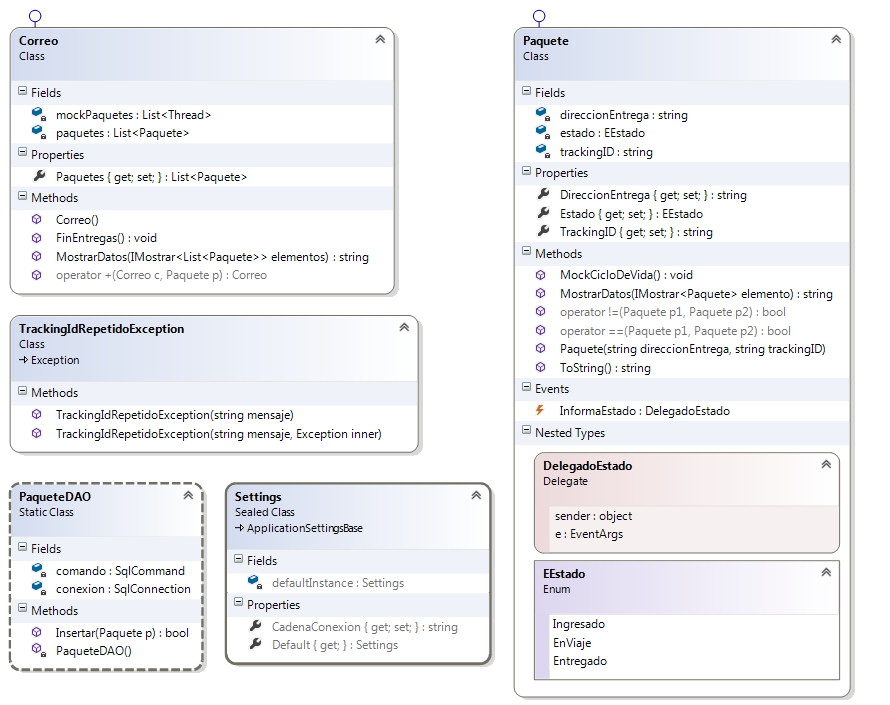 Correo
Class
Fields
mockPaquetes : List<Thread>
paquetes : List<Paquete>
Properties
Paquetes { get; set; } : List<Paquete>
Methods
Correo()
FinEntregas() : void
MostrarDatos(IMostrar<List<Paquete>> elementos) : string
operator +(Correo c, Paquete p) : Correo
TrackingIdRepetidoException
Class
Exception
Methods
TrackingIdRepetidoException(string mensaje)
TrackingIdRepetidoException(string mensaje, Exception inner)
PaqueteDAO
Static Class
Fields
comando : SqlCommand
conexion : SqlConnection
Methods
Insertar(Paquete p) : bool
PaqueteDAO()
Settings
Sealed Class
ApplicationSettingsBase
Fields
defaultInstance : Settings
Properties
CadenaConexion { get; set; } : string
Default { get; } : Settings
Paquete
Class
Fields
direccionEntrega : string
estado : EEstado
trackingID : string
Properties
DireccionEntrega { get; set; } : string
Estado { get; set; } : EEstado
TrackingID { get; set; } : string
Methods
MockCicloDeVida() : void
MostrarDatos(IMostrar<Paquete> elemento) : string
operator !=(Paquete p1, Paquete p2) : bool
operator ==(Paquete p1, Paquete p2) : bool
Paquete(string direccionEntrega, string trackingID)
ToString() : string
Events
InformaEstado : DelegadoEstado
Nested Types
DelegadoEstado
Delegate
sender : object
e : EventArgs
EEstado
Enum
Ingresado
EnViaje
Entregado